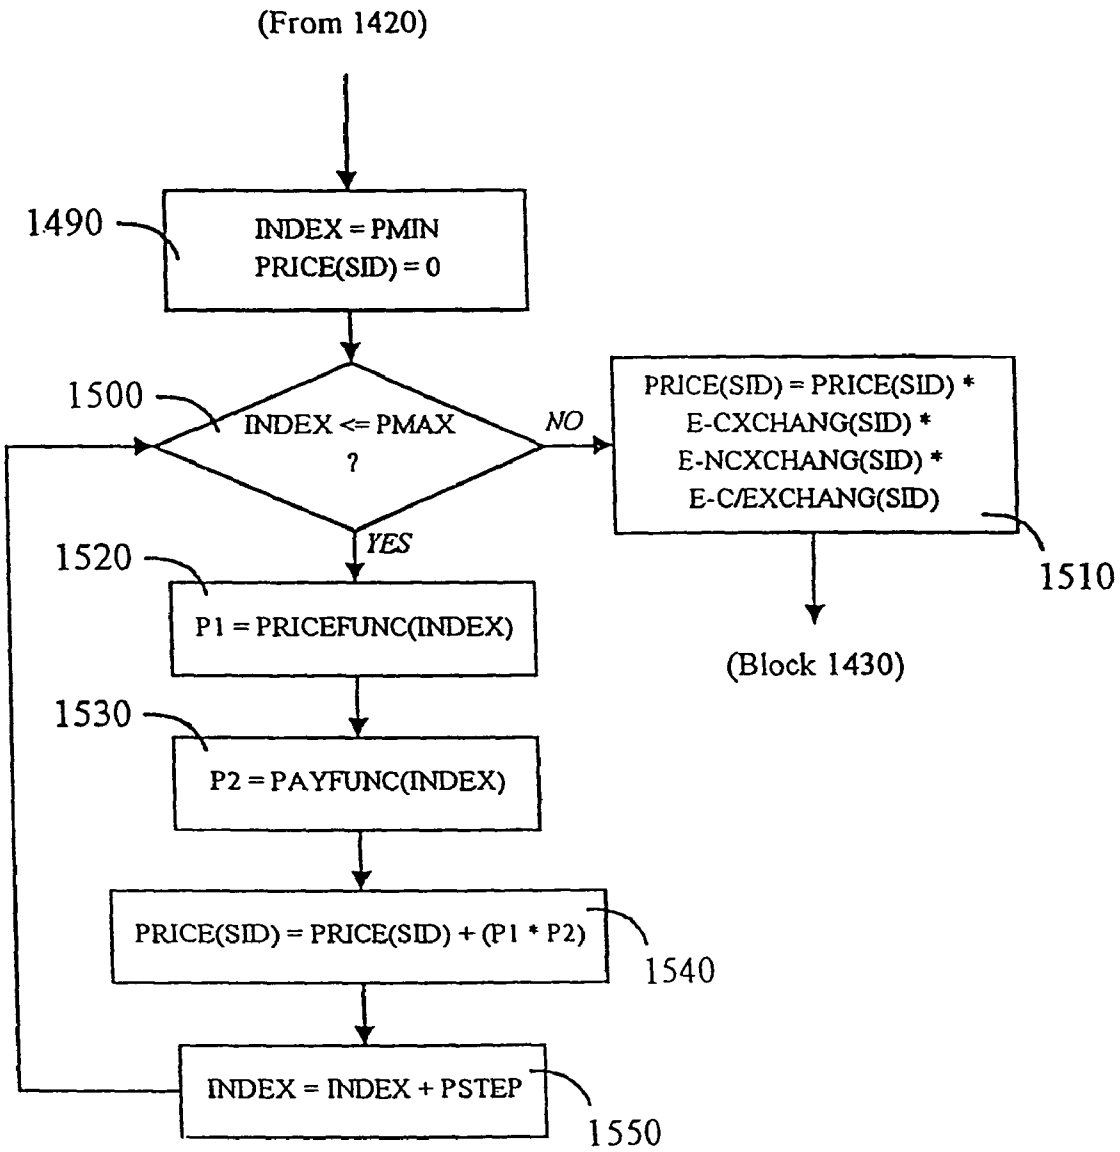 (From 1420)
1490
INDEX = PMIN
PRICE(SID) = 0
1500
INDEX <= PMAX
?
NO
PRICE(SID) = PRICE(SID) *
E-CXCHANG(SID) *
E-NCXCHANG(SID) *
E-C/EXCHANG(SID)
1510
YES
(Block 1430)
1520
P1 = PRICEFUNC(INDEX)
1530
P2 = PAYFUNC(INDEX)
PRICE(SID) = PRICE(SID) + (P1 * P2)
1540
INDEX = INDEX + PSTEP
1550